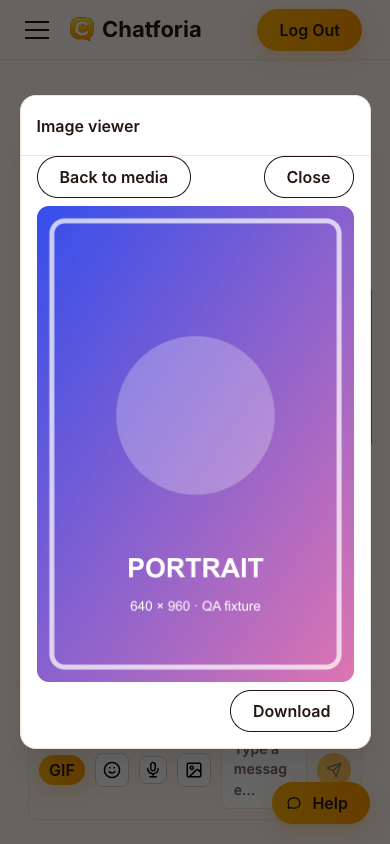 Chatforia
Log Out
Image viewer
Back to media
Close
PORTRAIT
640 × 960 · QA fixture
Download
GIF
Type a
messag
e...
Help